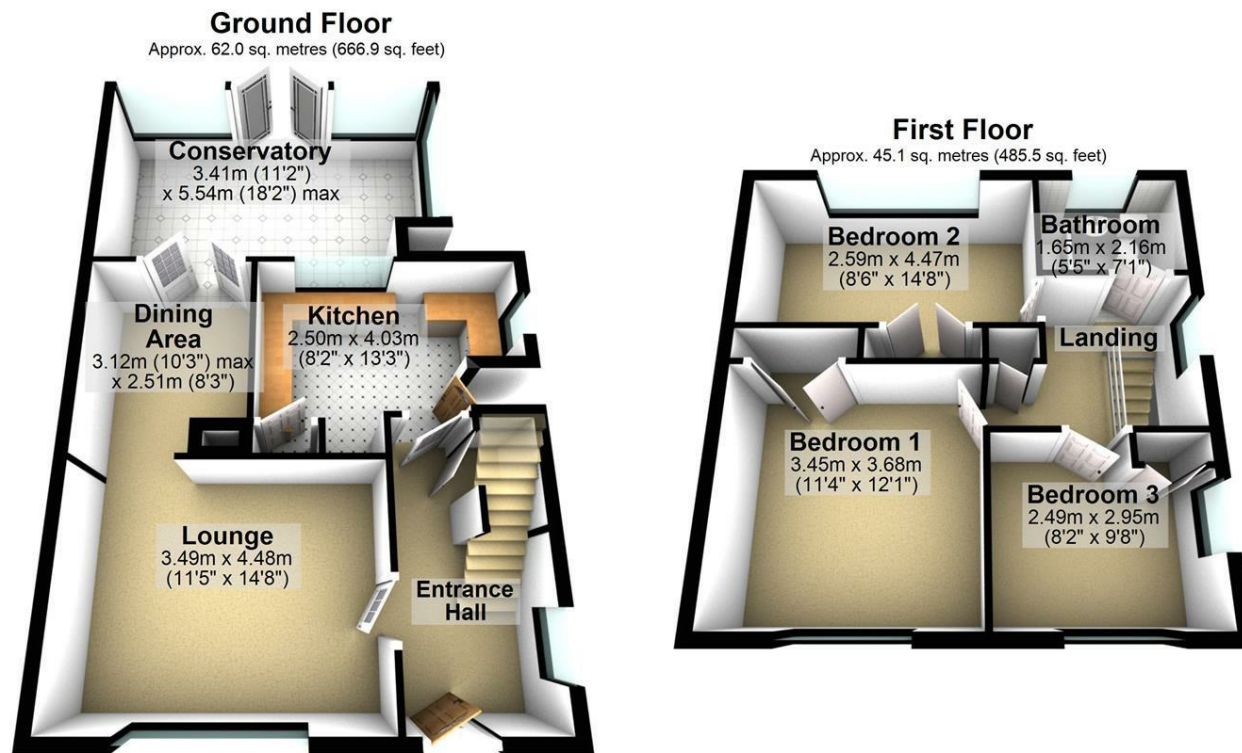 Ground Floor
Approx. 62.0 sq. metres (666.9 sq. feet)
Conservatory
3.41m (11'2")
x 5.54m (18'2") max
Dining
Area
3.12m (10'3") max
x 2.51m (8'3")
Kitchen
2.50m x 4.03m
(8'2" x 13'3")
Lounge
3.49m x 4.48m
(11'5" x 14'8")
Entrance
Hall
First Floor
Approx. 45.1 sq. metres (485.5 sq. feet)
Bedroom 2
2.59m x 4.47m
(8'6" x 14'8")
Bathroom
1.65m x 2.16m
(5'5" x 7'1")
Landing
Bedroom 1
3.45m x 3.68m
(11'4" x 12'1")
Bedroom 3
2.49m x 2.95m
(8'2" x 9'8")